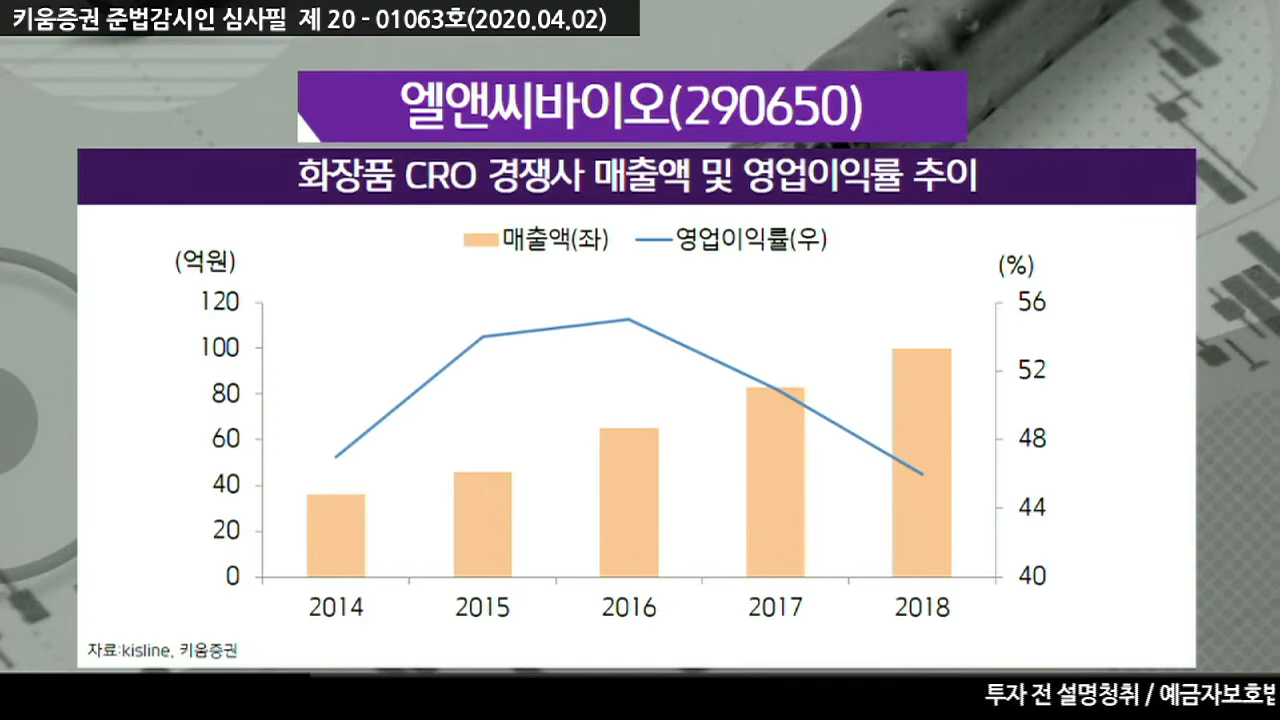 키움증권 준법감시인 심사필 제 20 - 01063호(2020.04.02)
엘앤씨바이오(290650)
화장품 CRO 경쟁사 매출액 및 영업이익률 추이
매출액(좌) 영업이익률(우)
(억원) (%)
120 56
100
80 52
60 48
40 44
20
0 40
2014 2015 2016 2017 2018
자료:kisline, 키움증권
투자 전 설명청취 / 예금자보호법